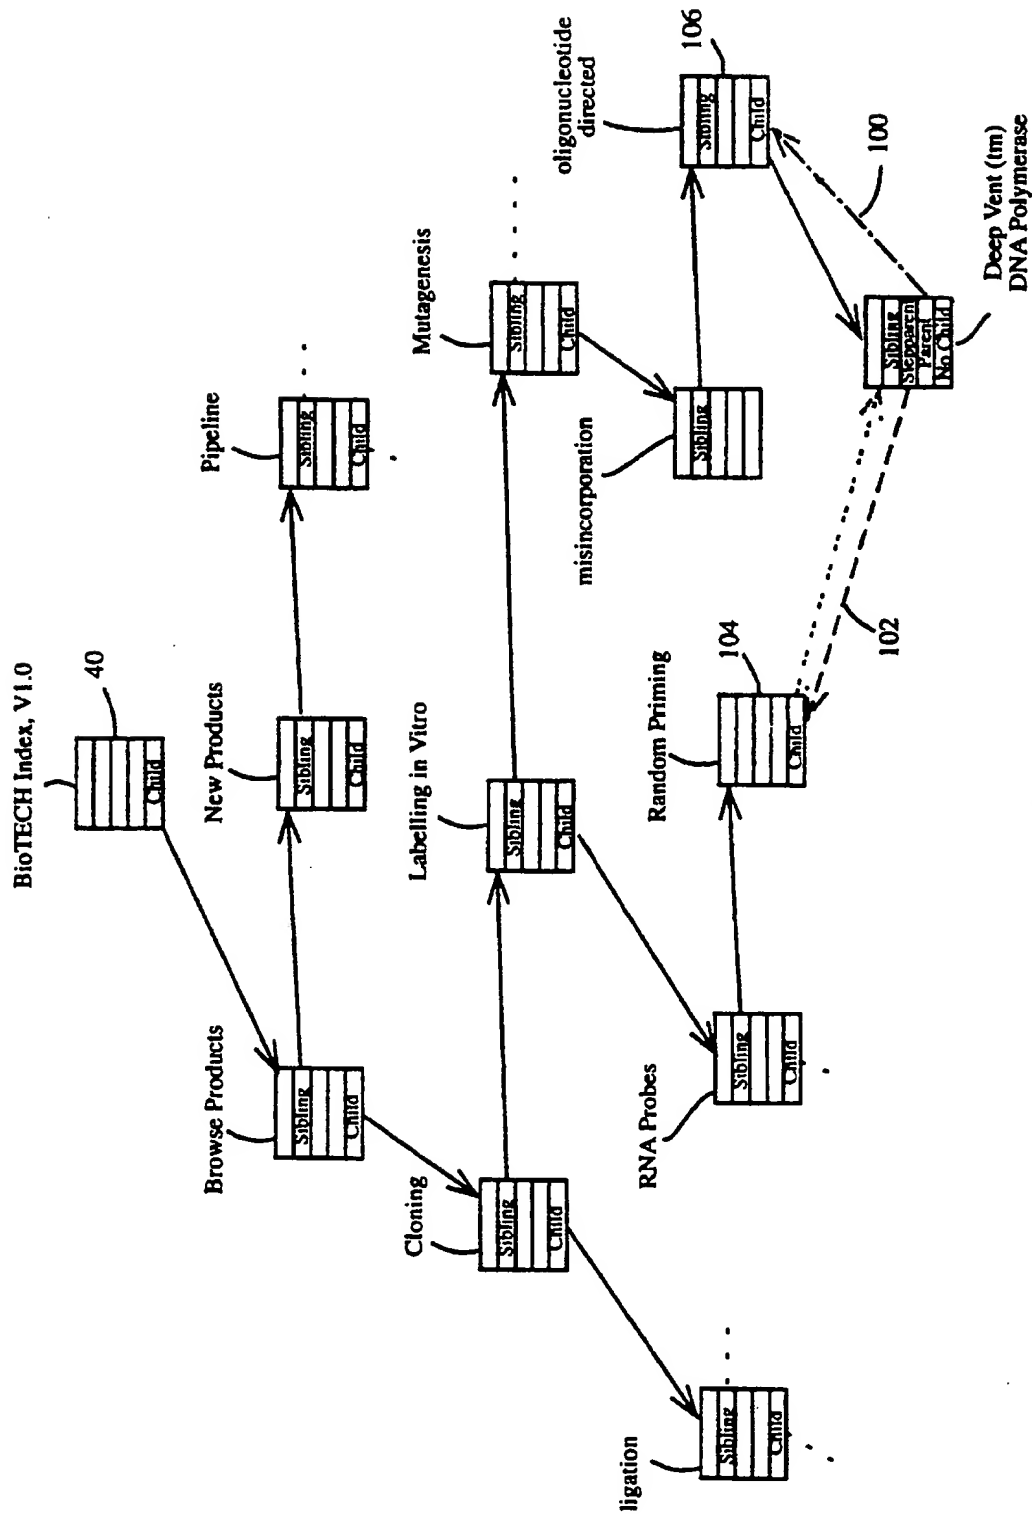 BioTECH Index, V1.0
40
Child
Browse Products
Sibling
Child
New Products
Sibling
Child
Pipeline
Sibling
Child
Cloning
Sibling
Child
Labelling in Vitro
Sibling
Child
Mutagenesis
Sibling
Child
ligation
Sibling
Child
RNA Probes
Sibling
Child
Random Priming
104
Child
misincorporation
Sibling
oligonucleotide
directed
106
Sibling
Child
102
100
Sibling
Stepparent
Parent
No Child
Deep Vent (tm)
DNA Polymerase